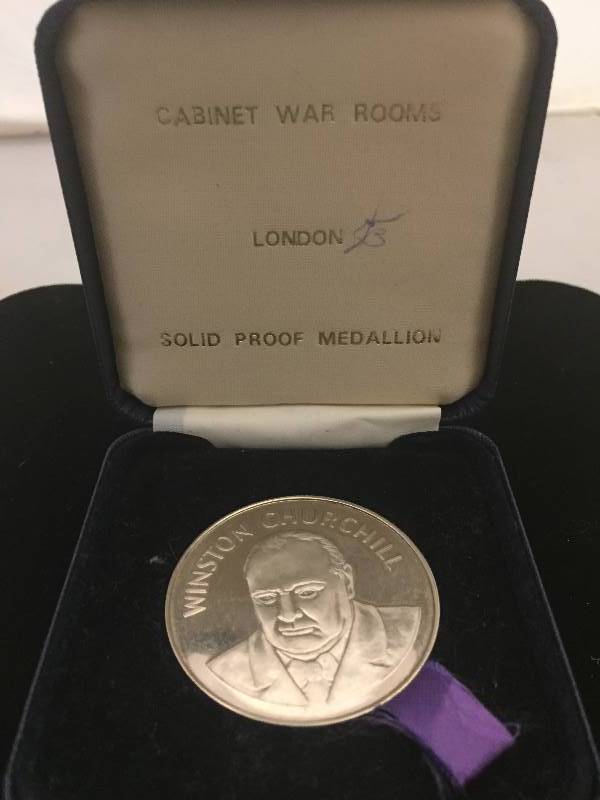 CABINET WAR ROOMS
LONDON
SOLID PROOF MEDALLION
WINSTON CHURCHILL